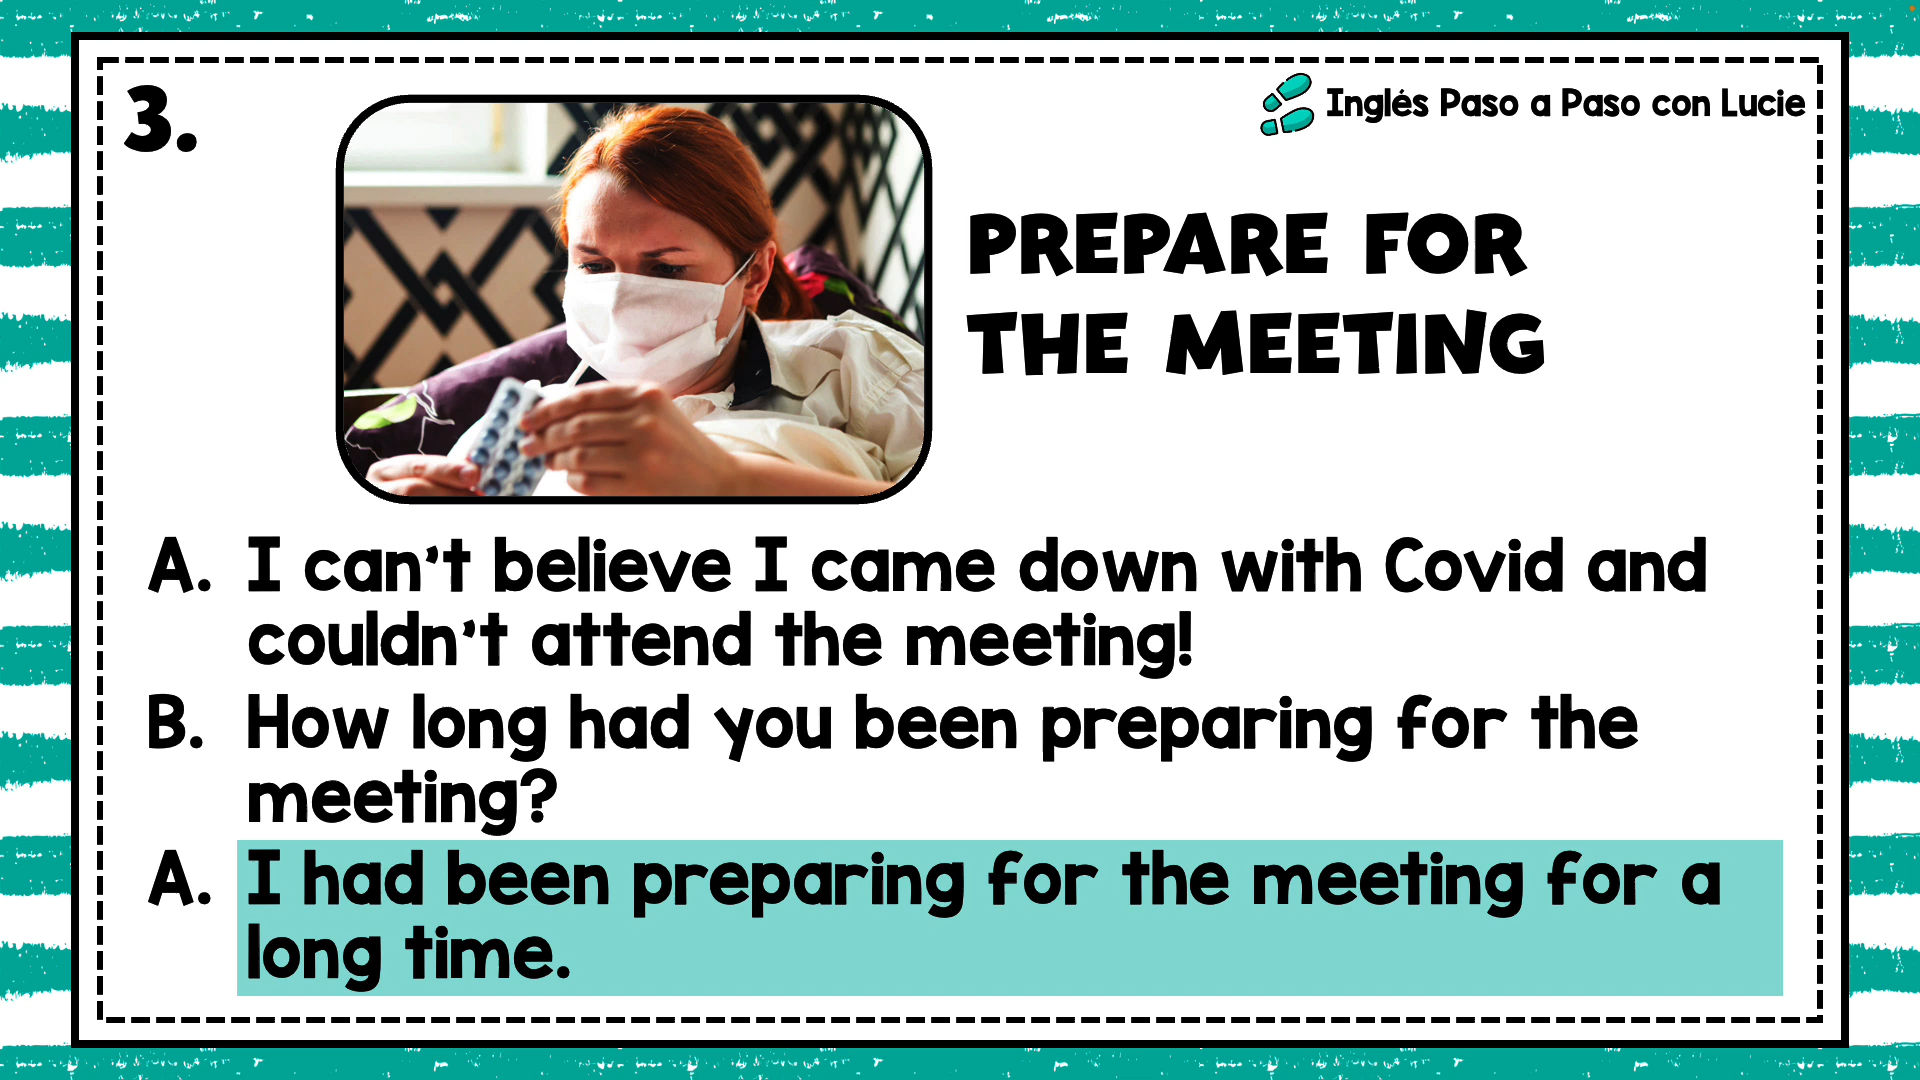 3.
Inglés Paso a Paso con Lucie
PREPARE FOR
THE MEETING
A. I can't believe I came down with Covid and
couldn't attend the meeting!
B. How long had you been preparing for the
meeting?
A. I had been preparing for the meeting for a
long time.